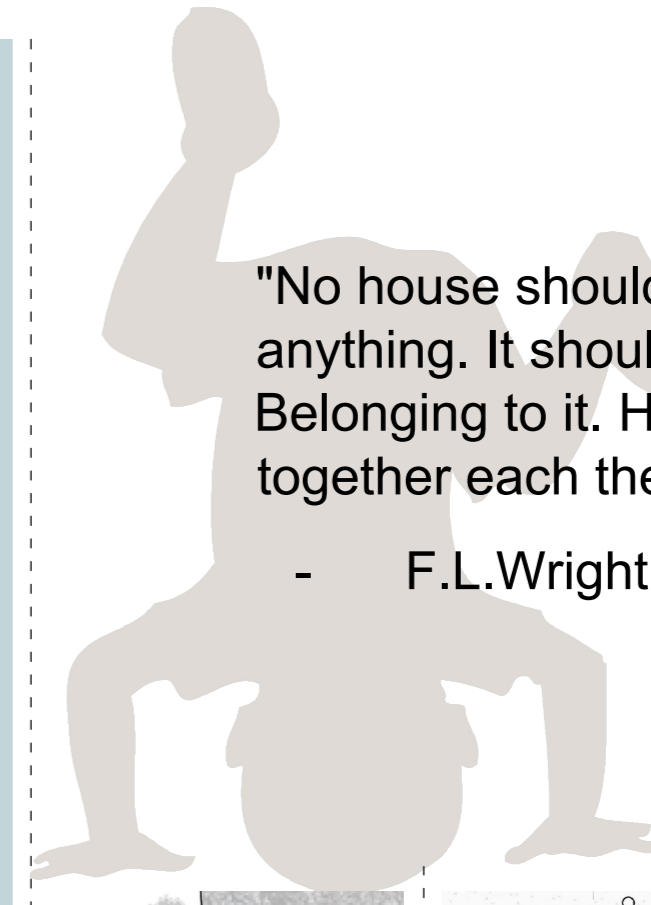 "No house should
anything. It shoul
Belonging to it. H
together each the
- F.L.Wright